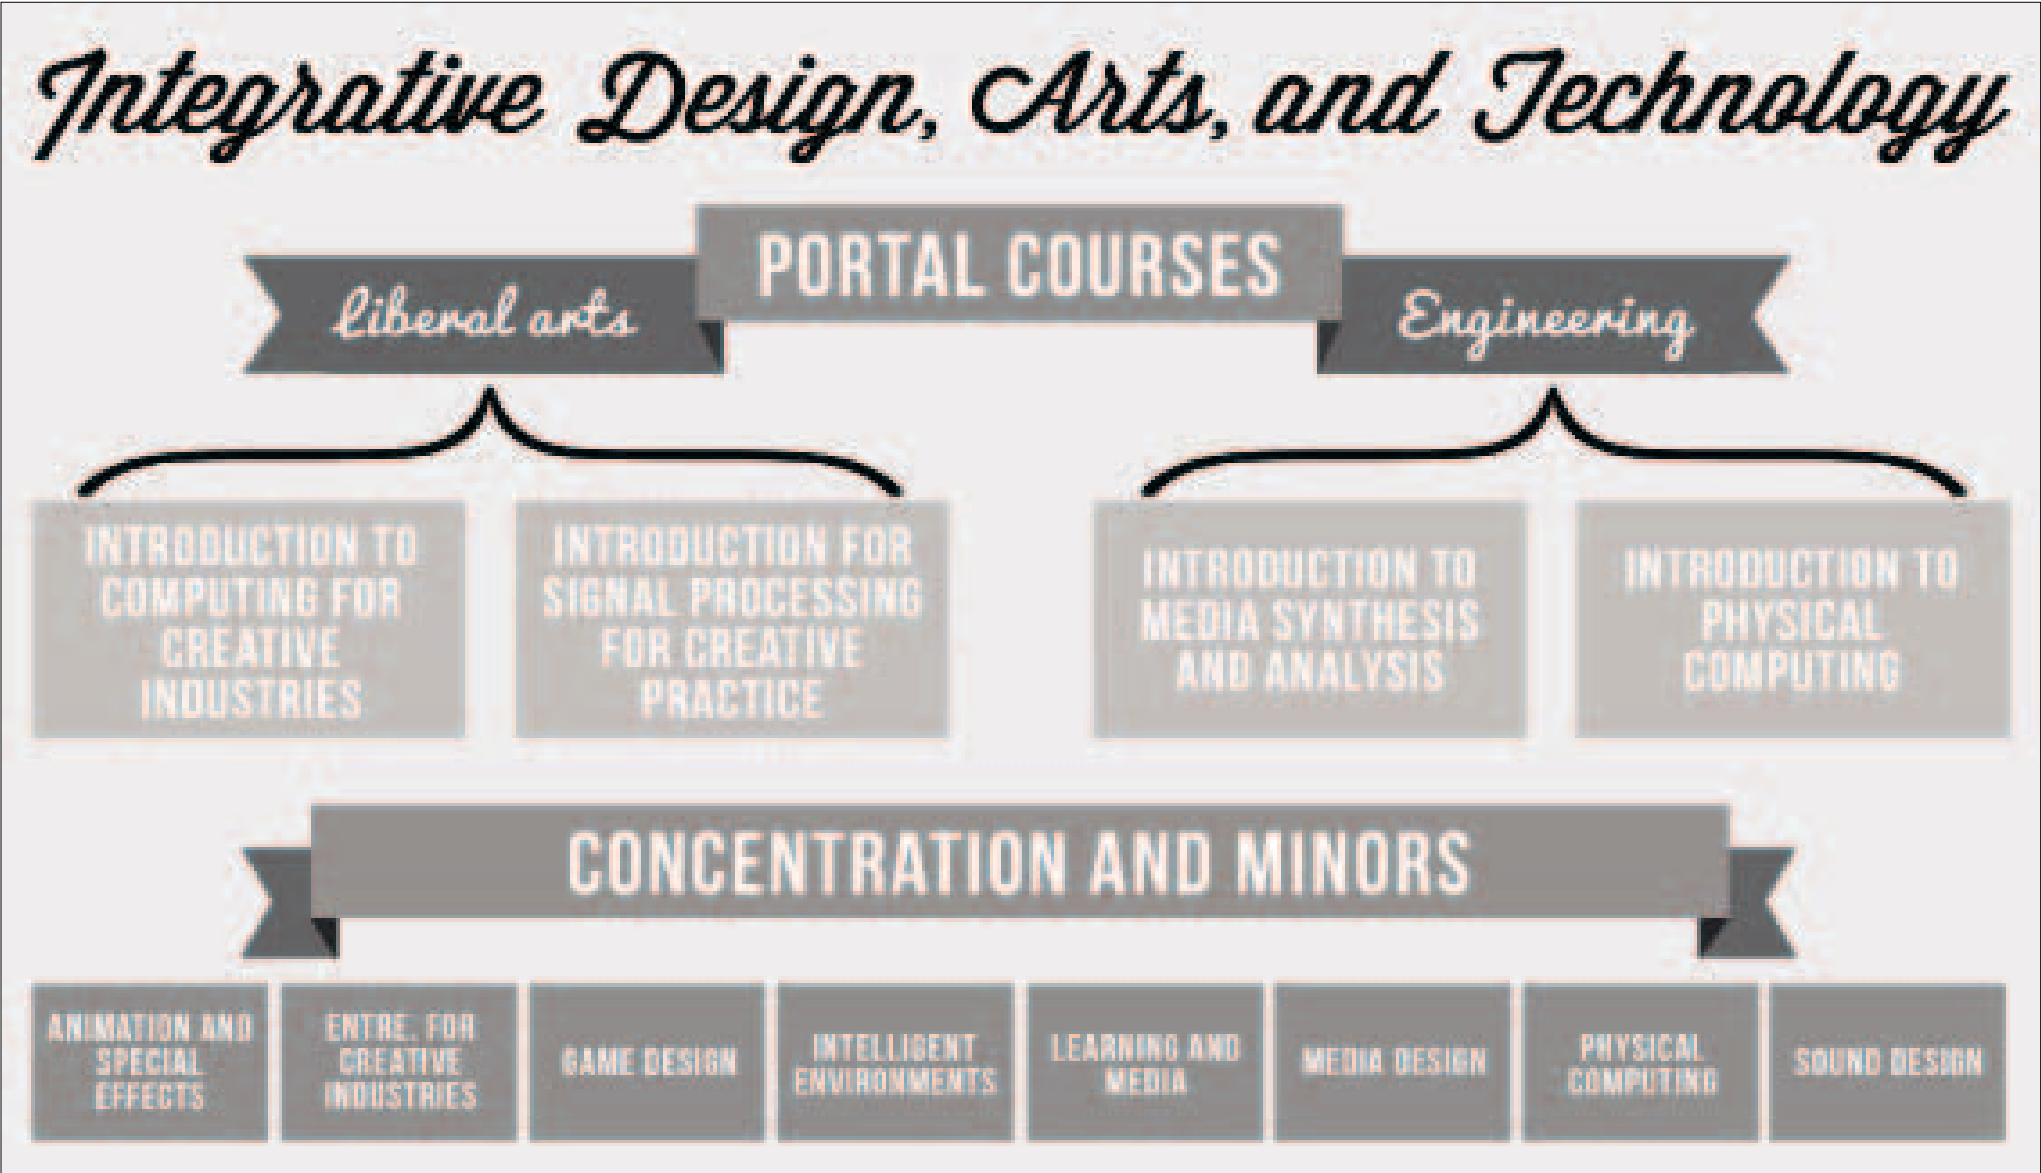 Integrative Design, Arts, and Technology
PORTAL COURSES
Liberal arts
Engineering
INTRODUCTION TO
COMPUTING FOR
CREATIVE
INDUSTRIES
INTRODUCTION FOR
SIGNAL PROCESSING
FOR CREATIVE
PRACTICE
INTRODUCTION TO
MEDIA SYNTHESIS
AND ANALYSIS
INTRODUCTION TO
PHYSICAL
COMPUTING
CONCENTRATION AND MINORS
ANIMATION AND
SPECIAL
EFFECTS
ENTRE. FOR
CREATIVE
INDUSTRIES
GAME DESIGN
INTELLIGENT
ENVIRONMENTS
LEARNING AND
MEDIA
MEDIA DESIGN
PHYSICAL
COMPUTING
SOUND DESIGN